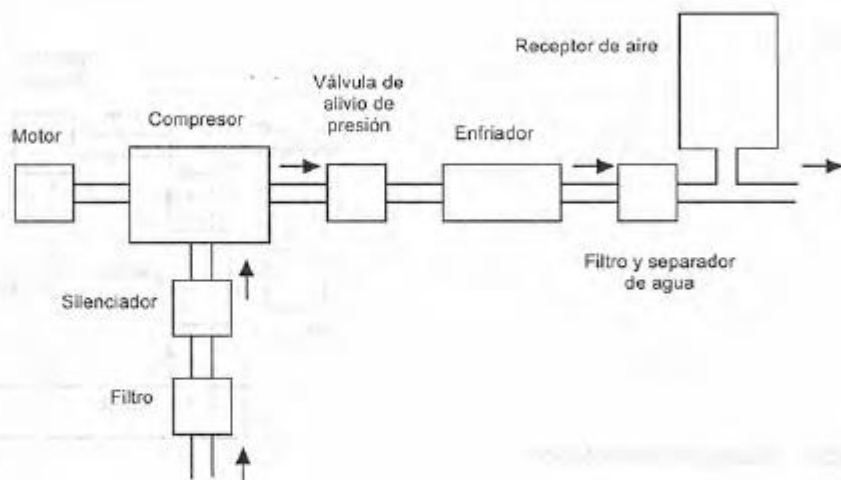 Receptor de aire
Válvula de
alivio de
presión
Compresor
Motor
Enfriador
Filtro y separador
de agua
Silenciador
Filtro